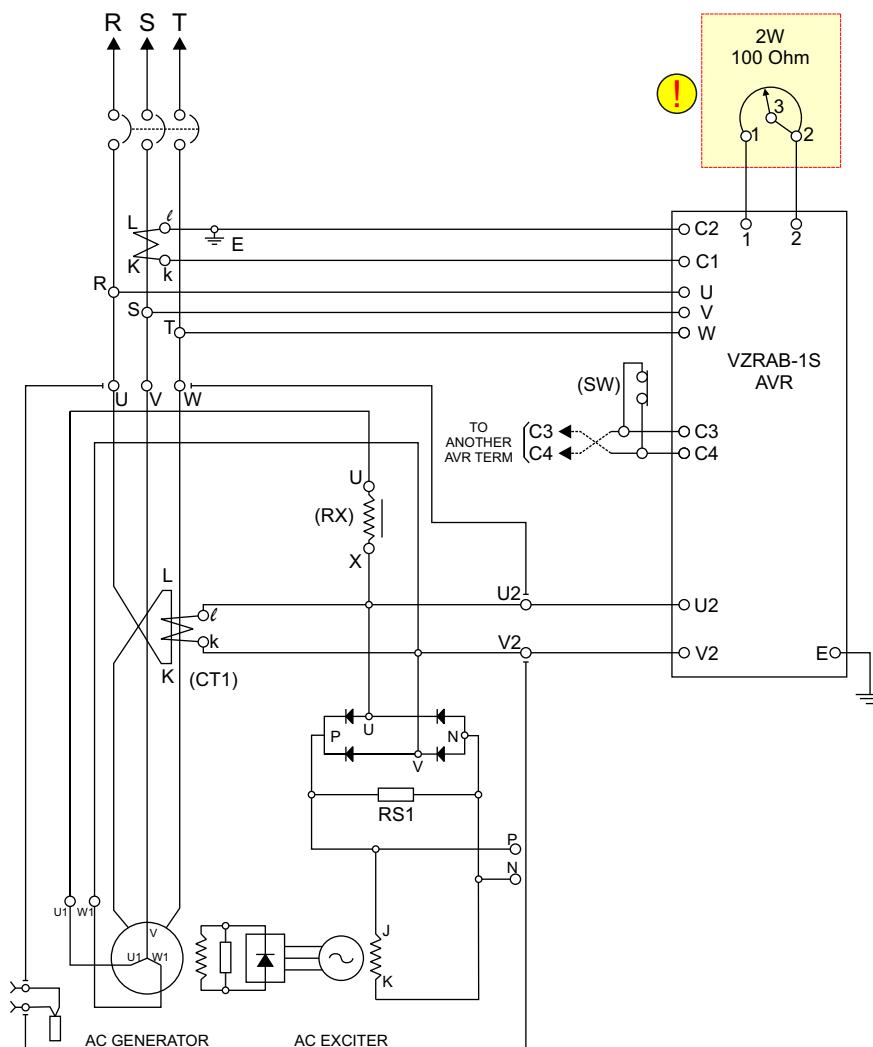 R S T
2W
100 Ohm
!
3
1
2
L
ℓ
E
K
k
C2
1
2
C1
R
U
S
V
T
W
VZRAB-1S
AVR
(SW)
U
V
W
TO
ANOTHER
AVR TERM
C3
C4
C3
C4
U
(RX)
X
L
ℓ
U2
U2
k
V2
V2
E
K
(CT1)
P
U
N
V
RS1
P
N
U1
W1
V
U1
W1
J
K
AC GENERATOR
AC EXCITER